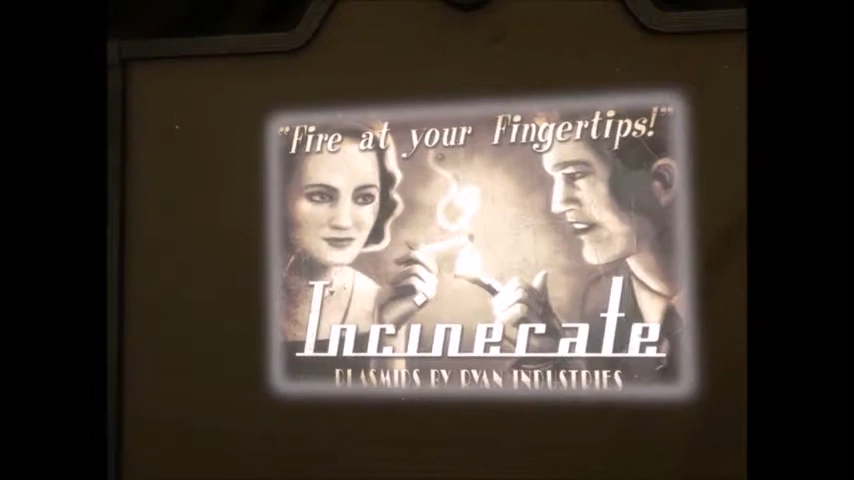 "Fire at your Fingertips!"
Incinerate
PLASMIDS BY RYAN INDUSTRIES